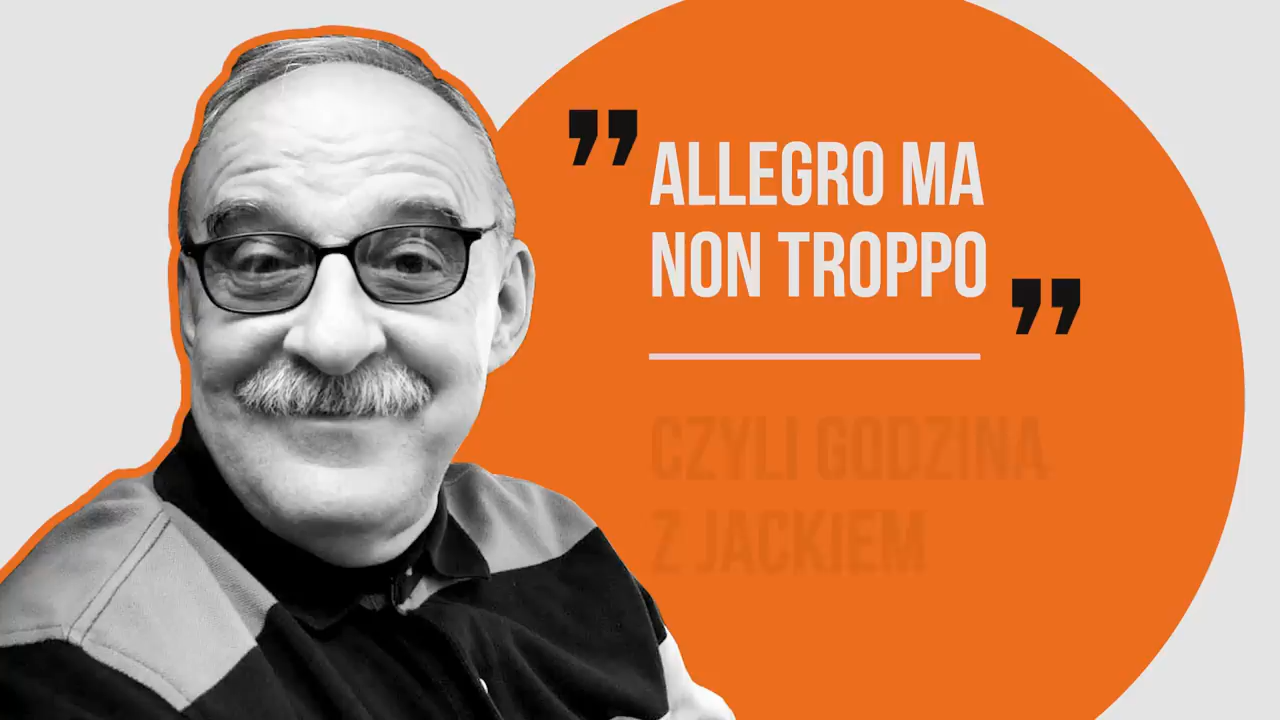 ”ALLEGRO MA
NON TROPPO”
CZYLI GODZINA
Z JACKIEM